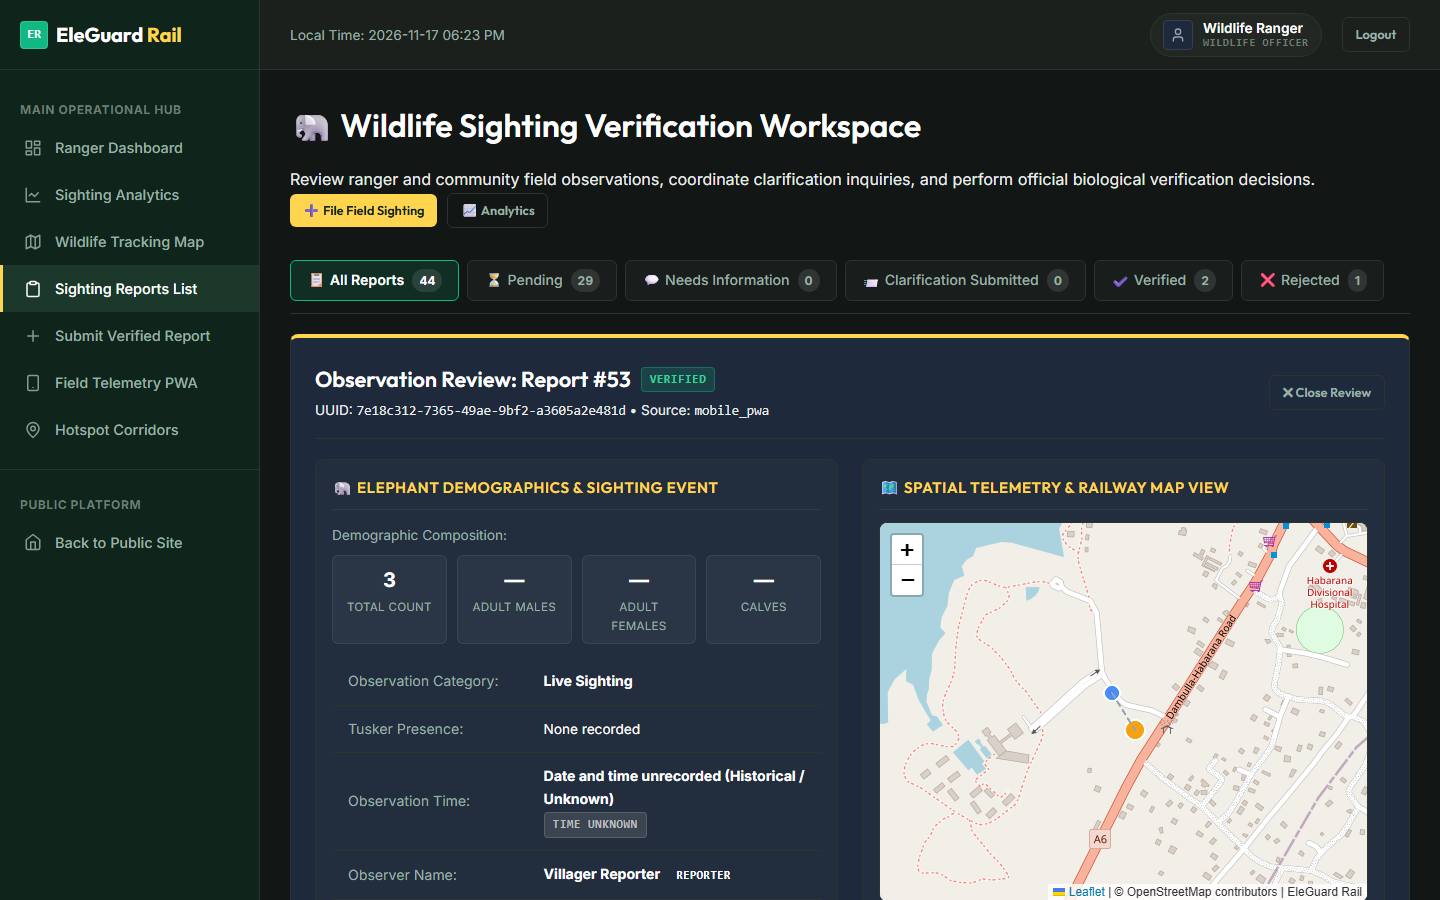 ER EleGuard Rail
Local Time: 2026-11-17 06:23 PM
Wildlife Ranger
WILDLIFE OFFICER
Logout
MAIN OPERATIONAL HUB
Ranger Dashboard
Sighting Analytics
Wildlife Tracking Map
Sighting Reports List
Submit Verified Report
Field Telemetry PWA
Hotspot Corridors
PUBLIC PLATFORM
Back to Public Site
Wildlife Sighting Verification Workspace
Review ranger and community field observations, coordinate clarification inquiries, and perform official biological verification decisions.
File Field Sighting
Analytics
All Reports 44
Pending 29
Needs Information 0
Clarification Submitted 0
Verified 2
Rejected 1
Observation Review: Report #53 VERIFIED
UUID: 7e18c312-7365-49ae-9bf2-a3605a2e481d • Source: mobile_pwa
Close Review
ELEPHANT DEMOGRAPHICS & SIGHTING EVENT
Demographic Composition:
3
TOTAL COUNT
—
ADULT MALES
—
ADULT
FEMALES
—
CALVES
Observation Category: Live Sighting
Tusker Presence: None recorded
Observation Time: Date and time unrecorded (Historical /
Unknown)
TIME UNKNOWN
Observer Name: Villager Reporter REPORTER
SPATIAL TELEMETRY & RAILWAY MAP VIEW
+
−
Habarana
Divisional
Hospital
Dambulla-Habarana Road
A6
Leaflet | © OpenStreetMap contributors | EleGuard Rail